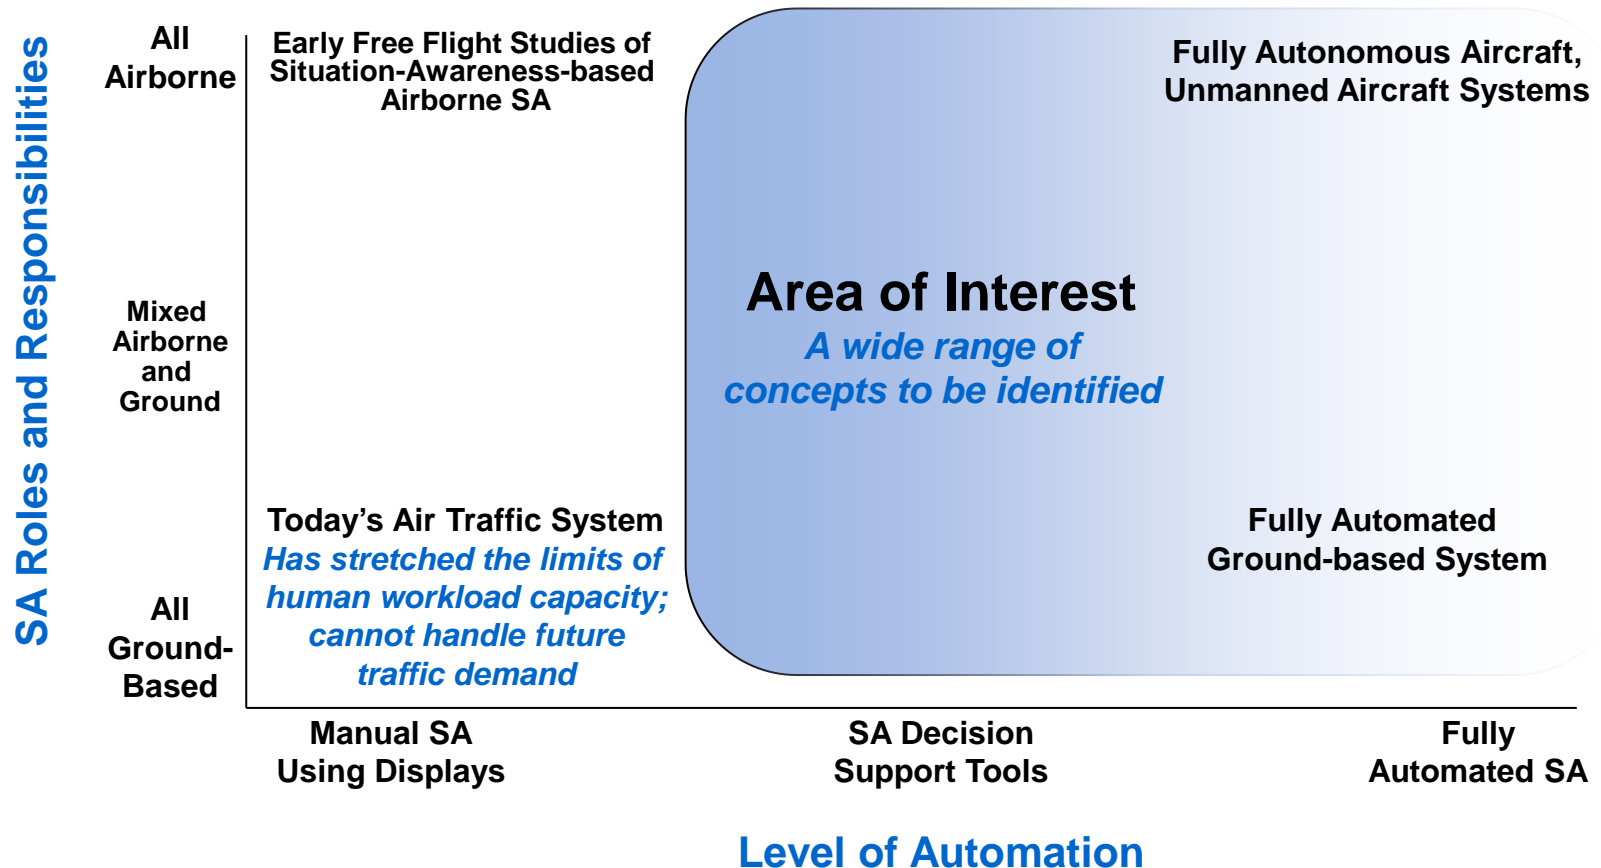 SA Roles and Responsibilities
All
Airborne
Early Free Flight Studies of
Situation-Awareness-based
Airborne SA
Fully Autonomous Aircraft,
Unmanned Aircraft Systems
Mixed
Airborne
and
Ground
Area of Interest
A wide range of
concepts to be identified
Today’s Air Traffic System
Has stretched the limits of
human workload capacity;
cannot handle future
traffic demand
Fully Automated
Ground-based System
All
Ground-
Based
Manual SA
Using Displays
SA Decision
Support Tools
Fully
Automated SA
Level of Automation